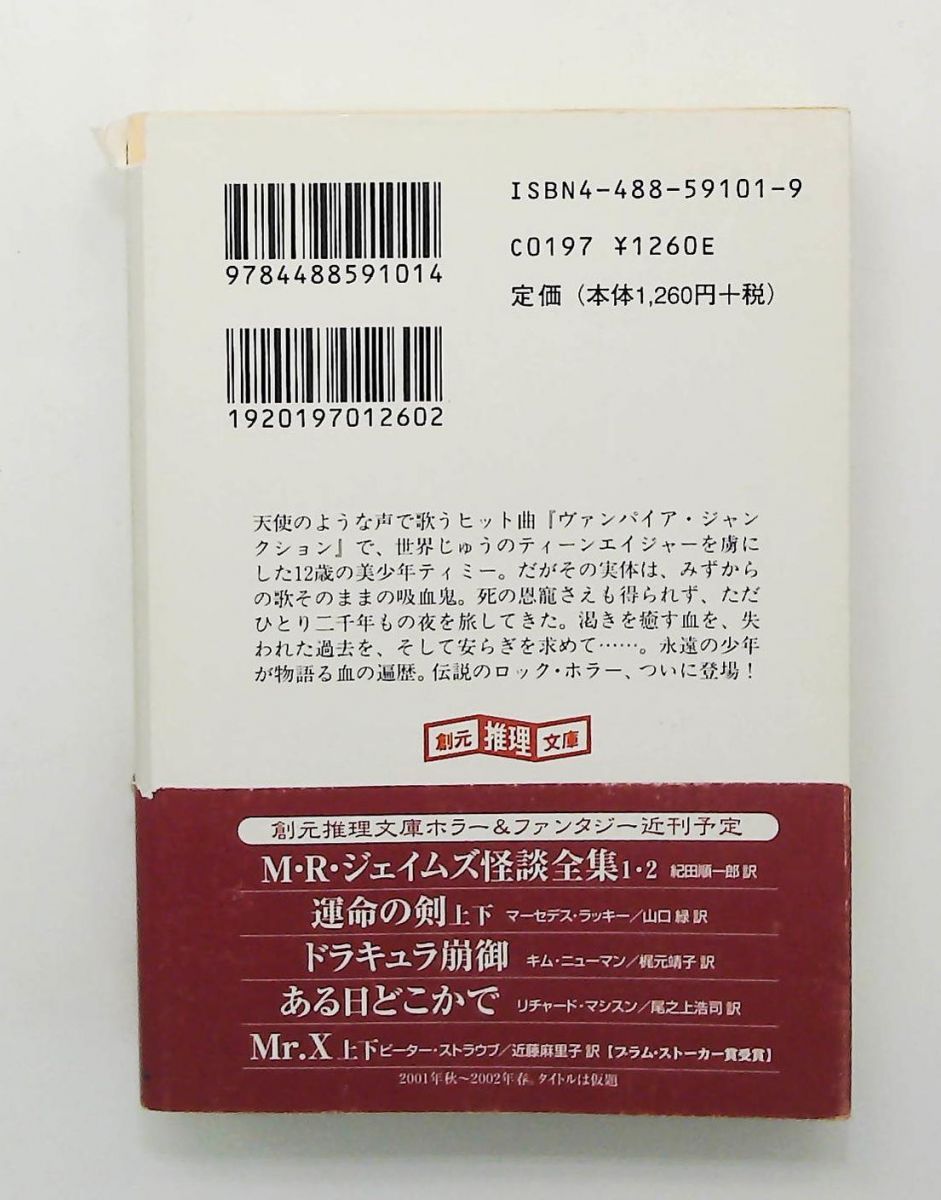 ISBN4-488-59101-9
9784488591014
C0197 ¥1260E
定価（本体1,260円＋税）
1920197012602
天使のような声で歌うヒット曲『ヴァンパイア・ジャン
クション』で、世界じゅうのティーンエイジャーを虜に
した12歳の美少年ティミー。だがその実体は、みずから
の歌そのままの吸血鬼。死の恩寵さえも得られず、ただ
ひとり二千年もの夜を旅してきた。渇きを癒す血を、失
われた過去を、そして安らぎを求めて……。永遠の少年
が物語る血の遍歴。伝説のロック・ホラー、ついに登場！
創元推理文庫
創元推理文庫ホラー＆ファンタジー近刊予定
M・R・ジェイムズ怪談全集1・2 紀田順一郎 訳
運命の剣 上下 マーセデス・ラッキー／山口 緑 訳
ドラキュラ崩御 キム・ニューマン／梶元靖子 訳
ある日どこかで リチャード・マシスン／尾之上浩司 訳
Mr.X 上下 ピーター・ストラウブ／近藤麻里子 訳【ブラム・ストーカー賞受賞】
2001年秋～2002年春。タイトルは仮題